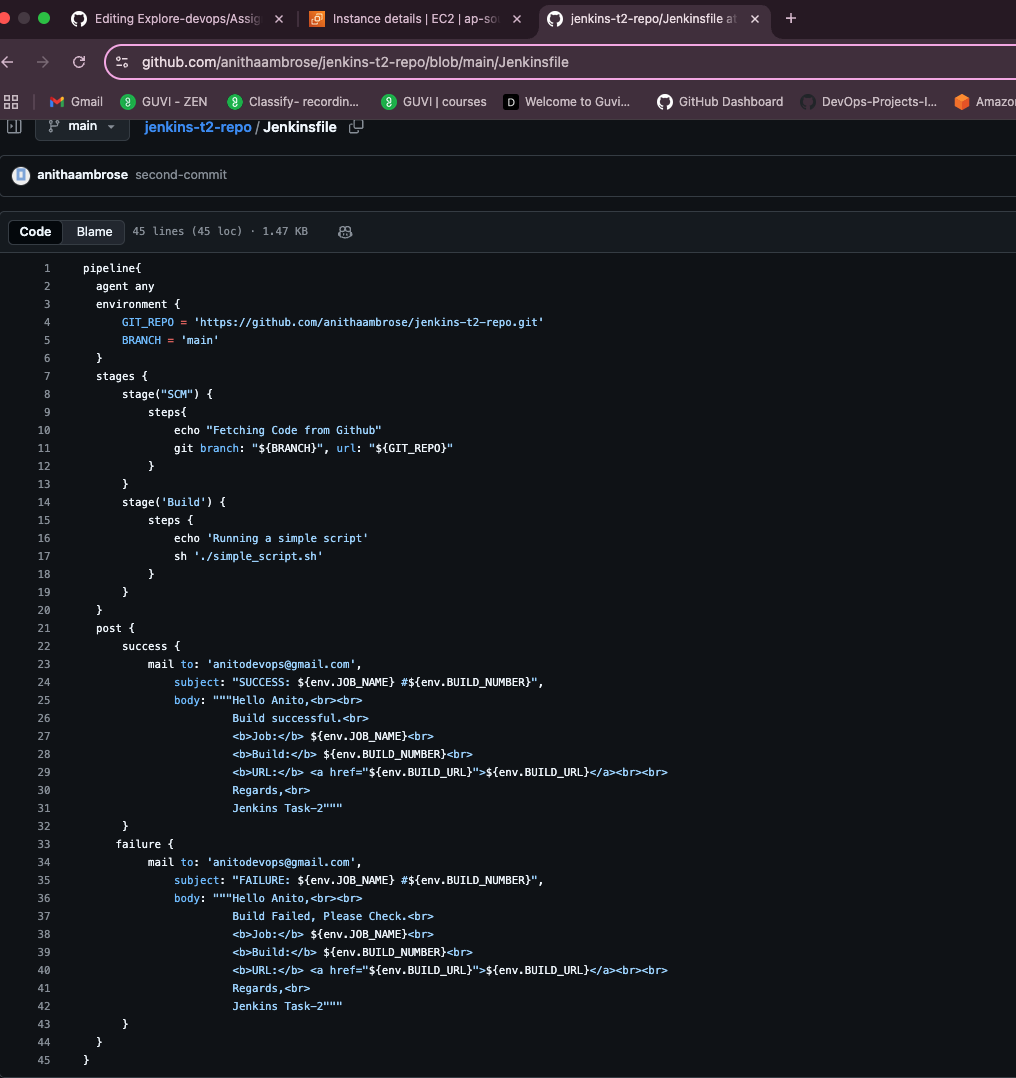 Editing Explore-devops/Assig
Instance details | EC2 | ap-so
jenkins-t2-repo/Jenkinsfile at
github.com/anithaambrose/jenkins-t2-repo/blob/main/Jenkinsfile
Gmail
GUVI - ZEN
Classify- recordin...
GUVI | courses
D Welcome to Guvi...
GitHub Dashboard
DevOps-Projects-I...
Amazo
main
jenkins-t2-repo / Jenkinsfile
anithaambrose second-commit
Code Blame 45 lines (45 loc) · 1.47 KB
1 pipeline{
2 agent any
3 environment {
4 GIT_REPO = 'https://github.com/anithaambrose/jenkins-t2-repo.git'
5 BRANCH = 'main'
6 }
7 stages {
8 stage("SCM") {
9 steps{
10 echo "Fetching Code from Github"
11 git branch: "${BRANCH}", url: "${GIT_REPO}"
12 }
13 }
14 stage('Build') {
15 steps {
16 echo 'Running a simple script'
17 sh './simple_script.sh'
18 }
19 }
20 }
21 post {
22 success {
23 mail to: 'anitodevops@gmail.com',
24 subject: "SUCCESS: ${env.JOB_NAME} #${env.BUILD_NUMBER}",
25 body: """Hello Anito,<br><br>
26 Build successful.<br>
27 <b>Job:</b> ${env.JOB_NAME}<br>
28 <b>Build:</b> ${env.BUILD_NUMBER}<br>
29 <b>URL:</b> <a href="${env.BUILD_URL}">${env.BUILD_URL}</a><br><br>
30 Regards,<br>
31 Jenkins Task-2"""
32 }
33 failure {
34 mail to: 'anitodevops@gmail.com',
35 subject: "FAILURE: ${env.JOB_NAME} #${env.BUILD_NUMBER}",
36 body: """Hello Anito,<br><br>
37 Build Failed, Please Check.<br>
38 <b>Job:</b> ${env.JOB_NAME}<br>
39 <b>Build:</b> ${env.BUILD_NUMBER}<br>
40 <b>URL:</b> <a href="${env.BUILD_URL}">${env.BUILD_URL}</a><br><br>
41 Regards,<br>
42 Jenkins Task-2"""
43 }
44 }
45 }